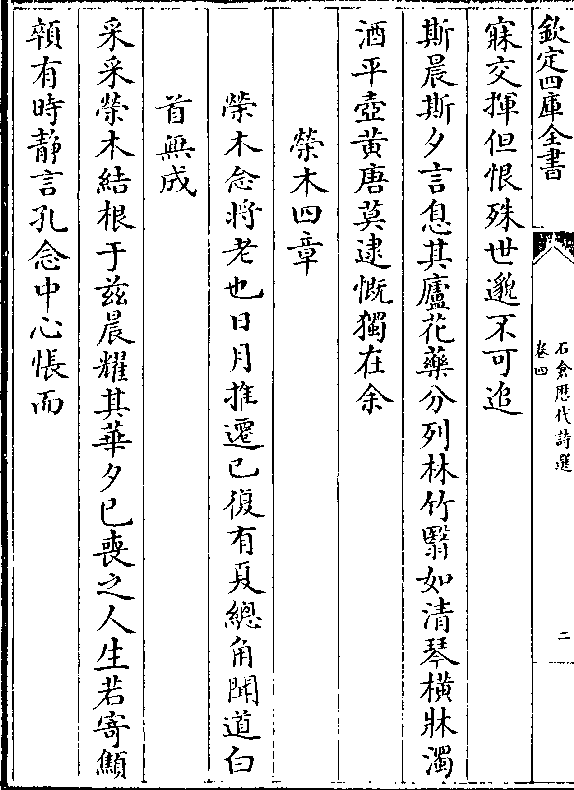 欽定四庫全書
石倉歷代詩選
卷四
二
寐交揮但恨殊世邈不可追
斯晨斯夕言息其廬花藥分列林竹翳如清琴橫牀濁
酒平壺黄唐莫逮慨獨在余
榮木四章
榮木念將老也日月推遷已復有夏總角聞道白
首無成
采采榮木結根于兹晨耀其華夕已喪之人生若寄顦
顇有時靜言孔念中心悵而